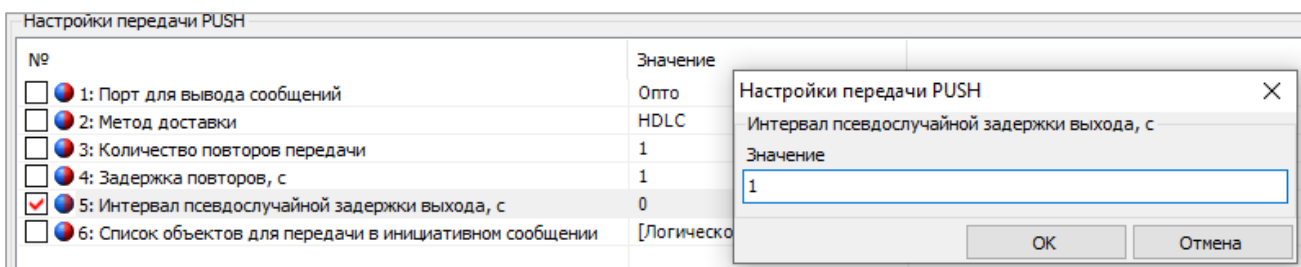 Настройки передачи PUSH
№ Значение
1: Порт для вывода сообщений Опто
2: Метод доставки HDLC
3: Количество повторов передачи 1
4: Задержка повторов, с 1
5: Интервал псевдослучайной задержки выхода, с 0
6: Список объектов для передачи в инициативном сообщении [Логическо
Настройки передачи PUSH
Интервал псевдослучайной задержки выхода, с
Значение
1
ОК Отмена